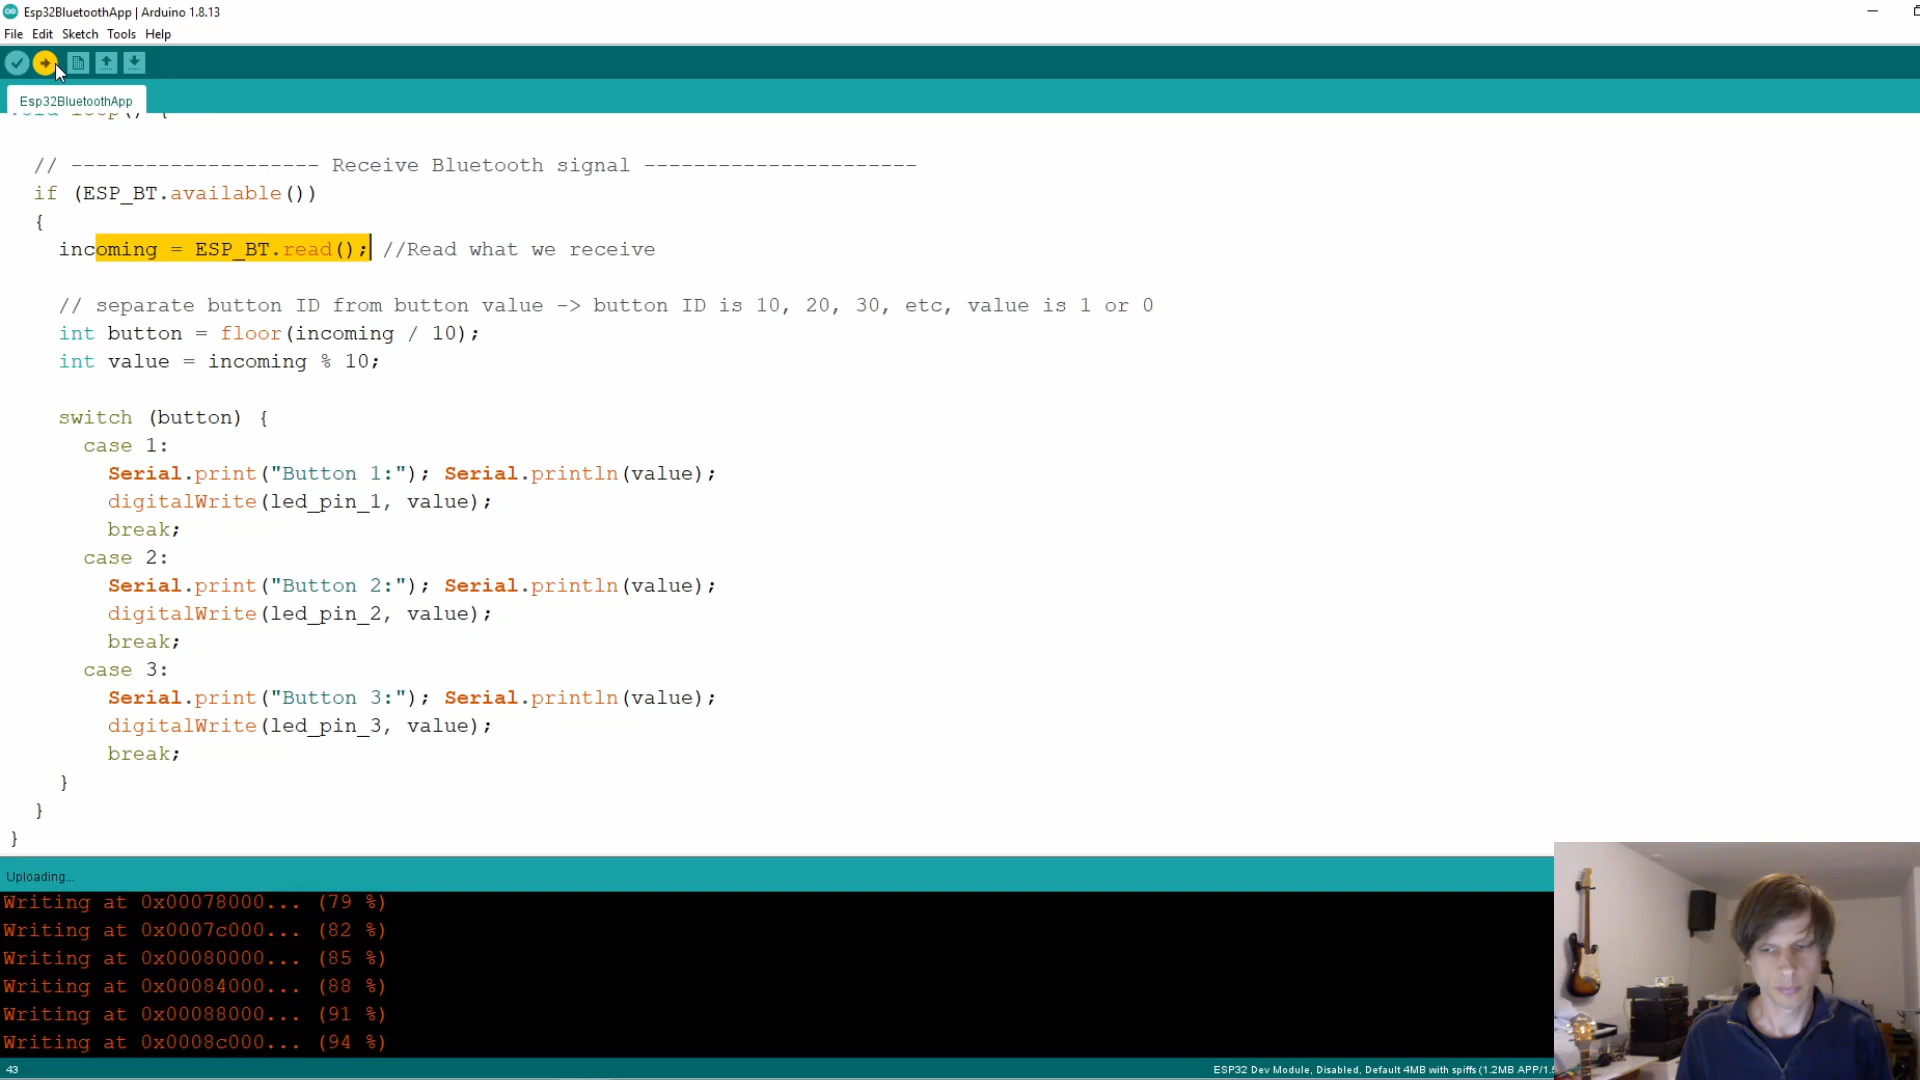 Esp32BluetoothApp | Arduino 1.8.13
File Edit Sketch Tools Help
Esp32BluetoothApp
void loop() {
// -------------------- Receive Bluetooth signal ----------------------
if (ESP_BT.available())
{
incoming = ESP_BT.read(); //Read what we receive
// separate button ID from button value -> button ID is 10, 20, 30, etc, value is 1 or 0
int button = floor(incoming / 10);
int value = incoming % 10;
switch (button) {
case 1:
Serial.print("Button 1:"); Serial.println(value);
digitalWrite(led_pin_1, value);
break;
case 2:
Serial.print("Button 2:"); Serial.println(value);
digitalWrite(led_pin_2, value);
break;
case 3:
Serial.print("Button 3:"); Serial.println(value);
digitalWrite(led_pin_3, value);
break;
}
}
}
Uploading...
Writing at 0x00078000... (79 %)
Writing at 0x0007c000... (82 %)
Writing at 0x00080000... (85 %)
Writing at 0x00084000... (88 %)
Writing at 0x00088000... (91 %)
Writing at 0x0008c000... (94 %)
43
ESP32 Dev Module, Disabled, Default 4MB with spiffs (1.2MB APP/1.5